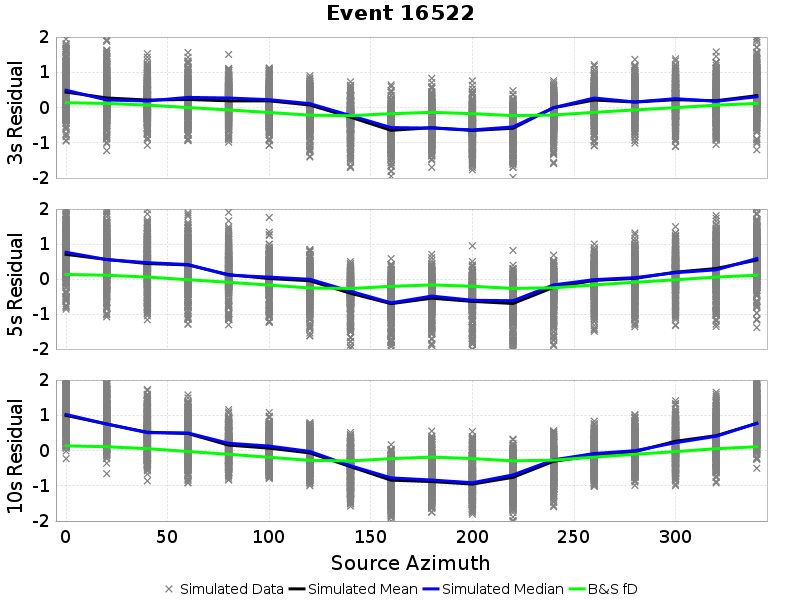 Event 16522
3s Residual
2
1
0
-1
-2
5s Residual
2
1
0
-1
-2
10s Residual
2
1
0
-1
-2
0 50 100 150 200 250 300
Source Azimuth
Simulated Data Simulated Mean Simulated Median B&S fD